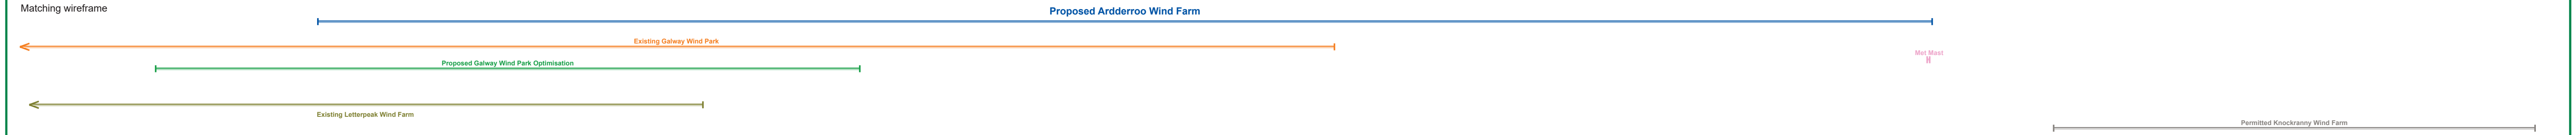 Matching wireframe
Proposed Ardderroo Wind Farm
Existing Galway Wind Park
Met Mast
Proposed Galway Wind Park Optimisation
Existing Letterpeak Wind Farm
Permitted Knockranny Wind Farm